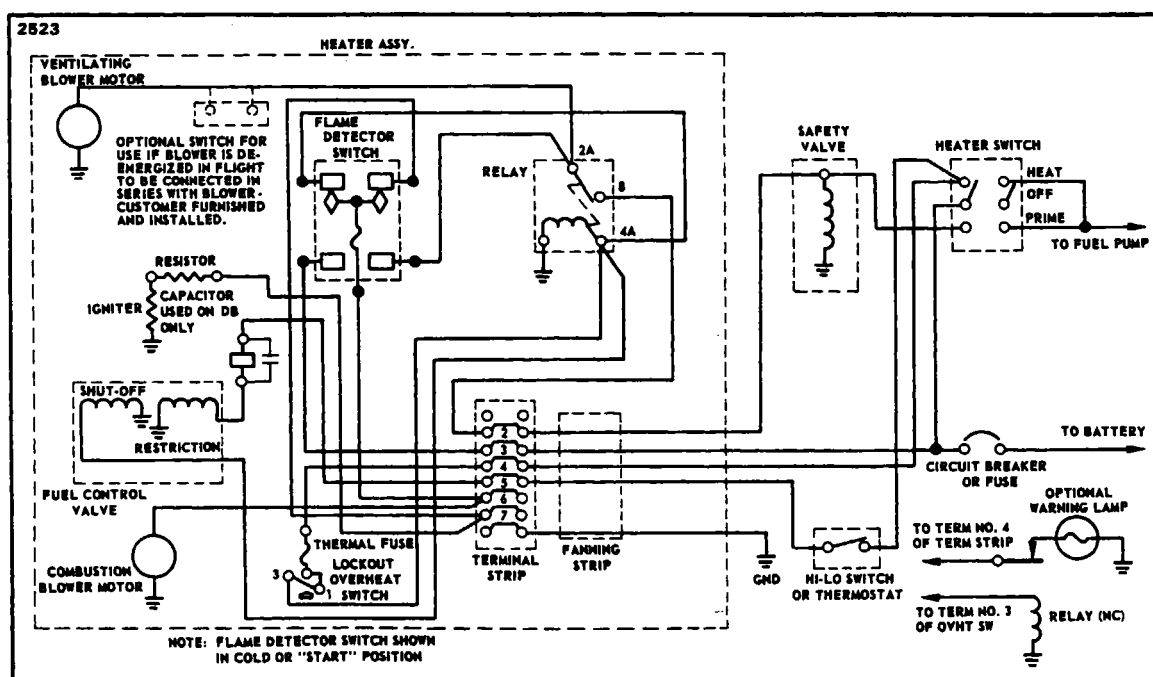 2523
HEATER ASSY.
VENTILATING
BLOWER MOTOR
OPTIONAL SWITCH FOR
USE IF BLOWER IS DE-
ENERGIZED IN FLIGHT
TO BE CONNECTED IN
SERIES WITH BLOWER-
CUSTOMER FURNISHED
AND INSTALLED.
FLAME
DETECTOR
SWITCH
RELAY
2A
8
4A
SAFETY
VALVE
HEATER SWITCH
HEAT
OFF
PRIME
TO FUEL PUMP
RESISTOR
IGNITER
CAPACITOR
USED ON DB
ONLY
SHUT-OFF
RESTRICTION
FUEL CONTROL
VALVE
COMBUSTION
BLOWER MOTOR
THERMAL FUSE
LOCKOUT
OVERHEAT
SWITCH
3
1
2
3
4
5
6
7
TERMINAL
STRIP
FANNING
STRIP
GND
HI-LO SWITCH
OR THERMOSTAT
TO BATTERY
CIRCUIT BREAKER
OR FUSE
OPTIONAL
WARNING LAMP
TO TERM NO. 4
OF TERM STRIP
TO TERM NO. 3
OF OVHT SW
RELAY (NC)
NOTE: FLAME DETECTOR SWITCH SHOWN
IN COLD OR "START" POSITION